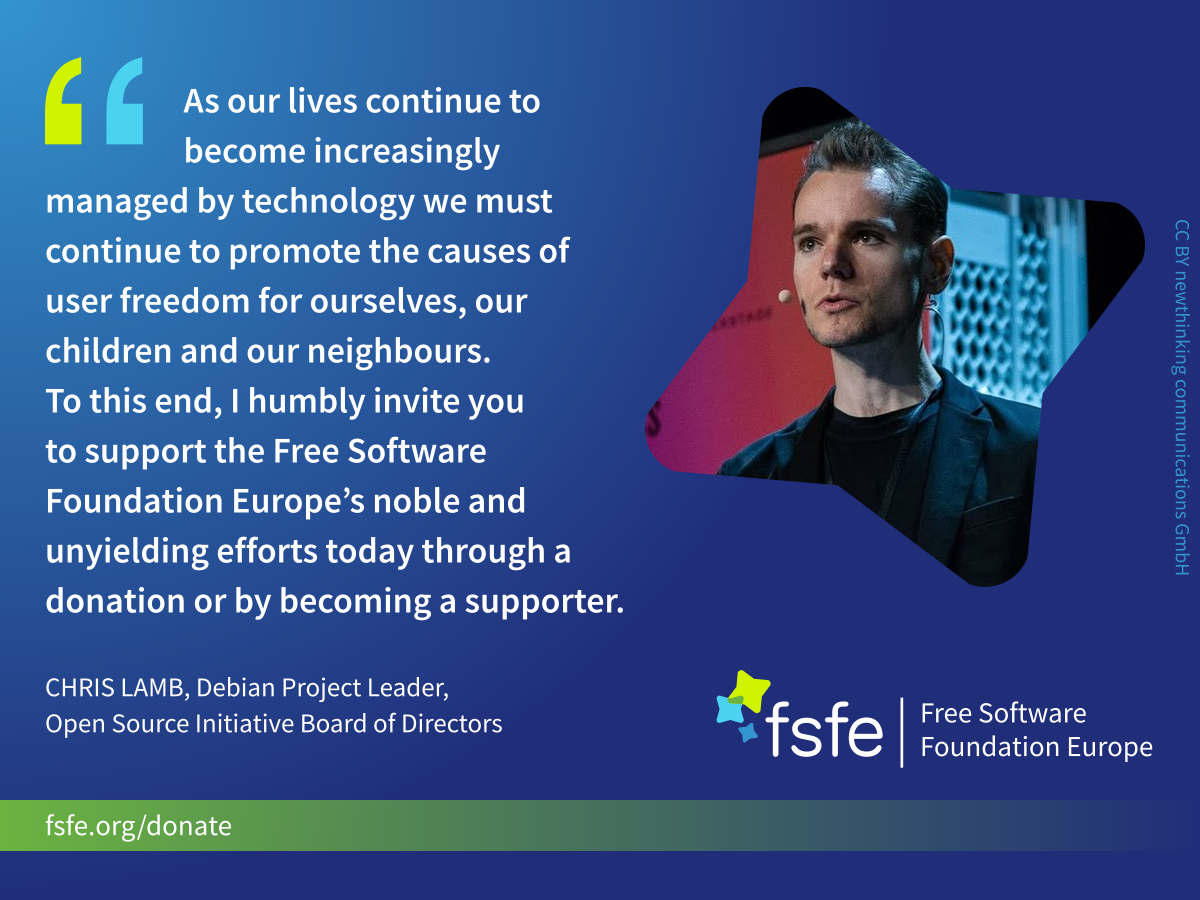 As our lives continue to
become increasingly
managed by technology we must
continue to promote the causes of
user freedom for ourselves, our
children and our neighbours.
To this end, I humbly invite you
to support the Free Software
Foundation Europe’s noble and
unyielding efforts today through a
donation or by becoming a supporter.
CHRIS LAMB, Debian Project Leader,
Open Source Initiative Board of Directors
CC BY newthinking communications GmbH
fsfe
Free Software
Foundation Europe
fsfe.org/donate